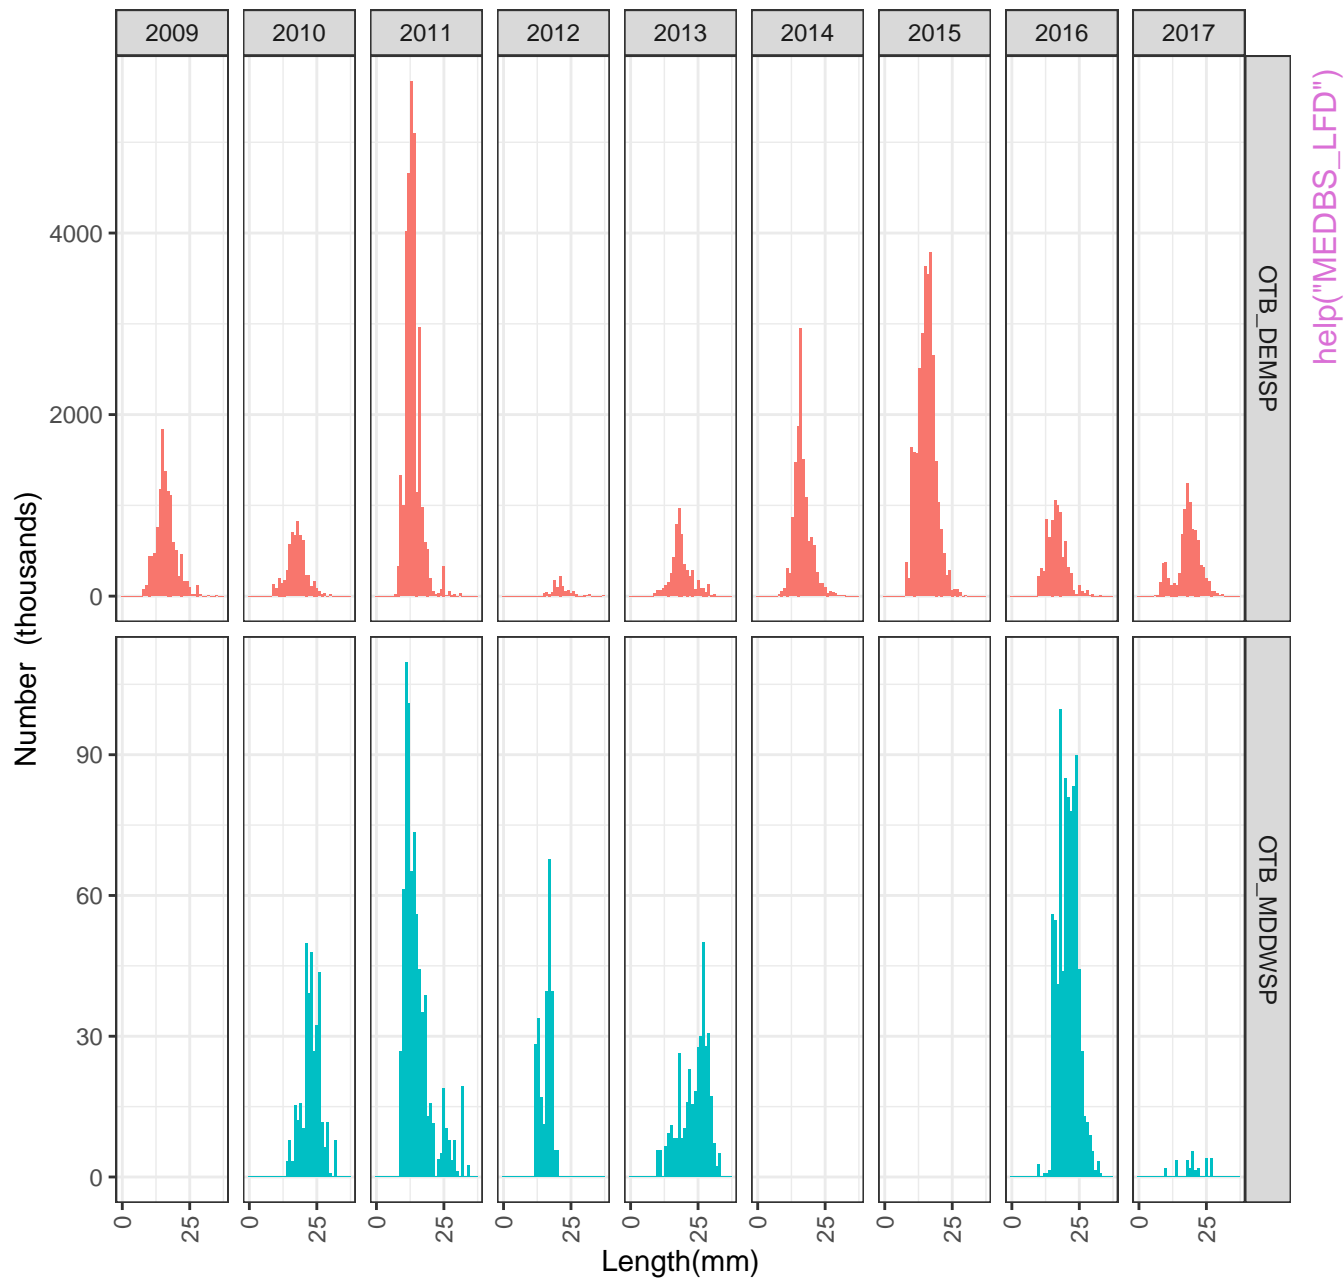 2009 2010 2011 2012 2013 2014 2015 2016 2017
help("MEDBS_LFD")
OTB_DEMSP
4000
2000
0
Number (thousands)
OTB_MDDWSP
90
60
30
0
0 25 0 25 0 25 0 25 0 25 0 25 0 25 0 25 0 25
Length(mm)